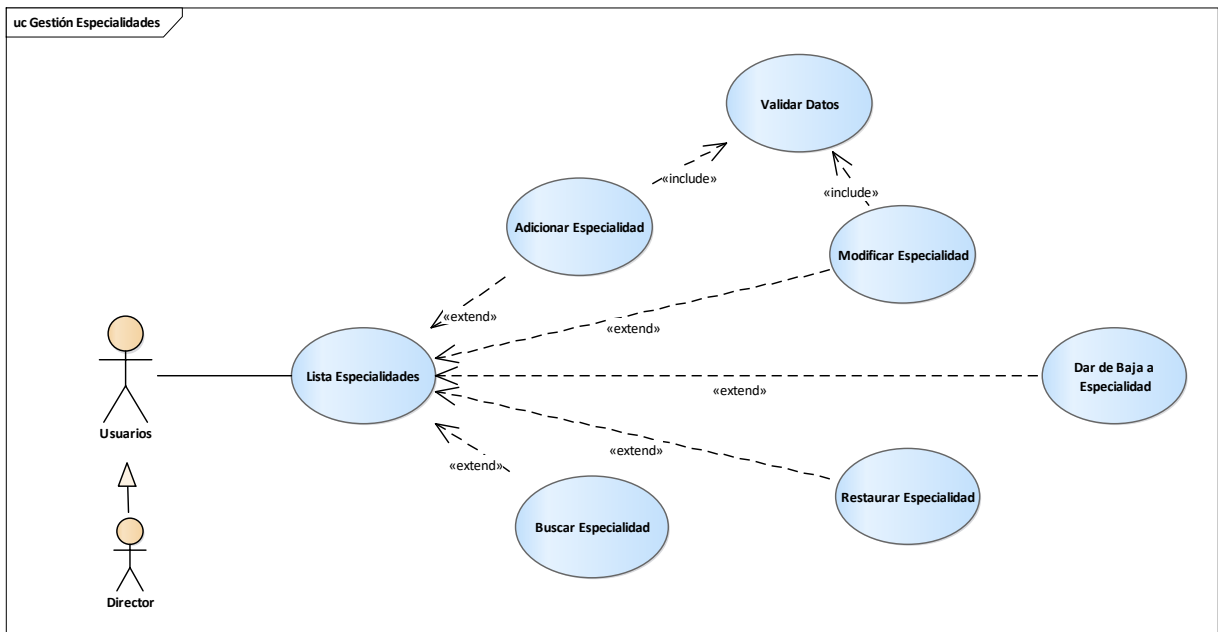 uc Gestión Especialidades
Validar Datos
«include»
«include»
Adicionar Especialidad
Modificar Especialidad
«extend»
«extend»
Lista Especialidades
Dar de Baja a
Especialidad
«extend»
Usuarios
«extend»
«extend»
Restaurar Especialidad
Buscar Especialidad
Director